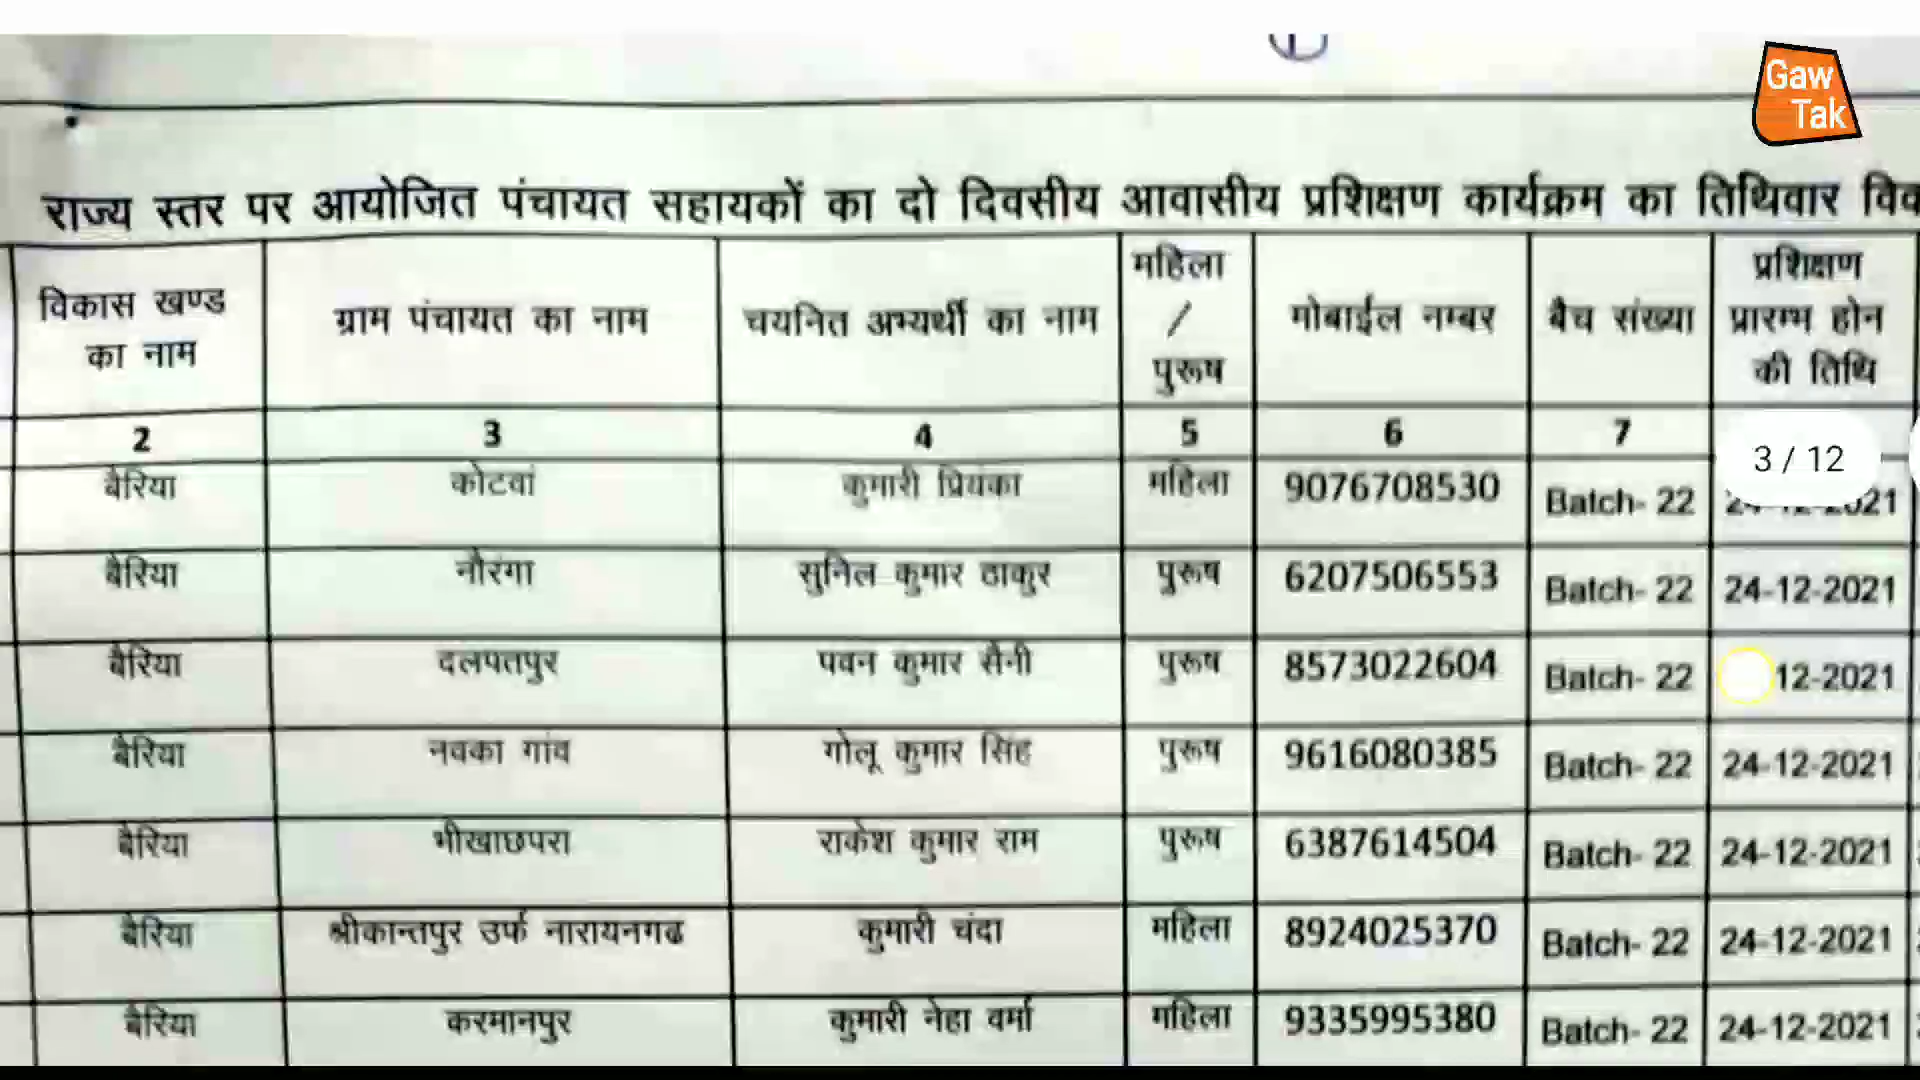 Gaw
Tak
राज्य स्तर पर आयोजित पंचायत सहायकों का दो दिवसीय आवासीय प्रशिक्षण कार्यक्रम का तिथिवार
विकास खण्ड का नाम | ग्राम पंचायत का नाम | चयनित अभ्यर्थी का नाम | महिला / पुरूष | मोबाईल नम्बर | बैच संख्या | प्रशिक्षण प्रारम्भ होन की तिथि
2 | 3 | 4 | 5 | 6 | 7
3 / 12
बैरिया | कोटवां | कुमारी प्रियंका | महिला | 9076708530 | Batch- 22
बैरिया | नौरंगा | सुनिल कुमार ठाकुर | पुरूष | 6207506553 | Batch- 22 | 24-12-2021
बैरिया | दलपतपुर | पवन कुमार सैनी | पुरूष | 8573022604 | Batch- 22 | 12-2021
बैरिया | नवका गांव | गोलू कुमार सिंह | पुरूष | 9616080385 | Batch- 22 | 24-12-2021
बैरिया | भीखाछपरा | राकेश कुमार राम | पुरूष | 6387614504 | Batch- 22 | 24-12-2021
बैरिया | श्रीकान्तपुर उर्फ नारायनगढ | कुमारी चंदा | महिला | 8924025370 | Batch- 22 | 24-12-2021
बैरिया | करमानपुर | कुमारी नेहा वर्मा | महिला | 9335995380 | Batch- 22 | 24-12-2021